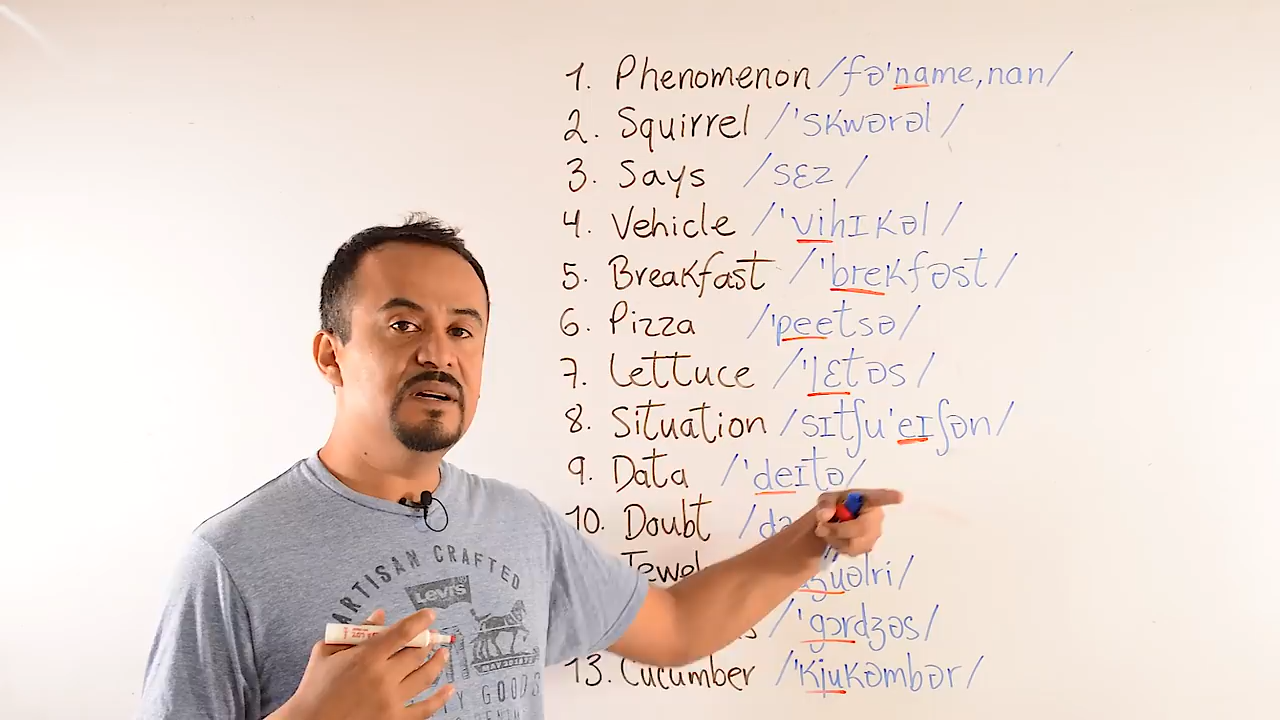 1. Phenomenon /fə'name,nan/
2. Squirrel /'skwərəl/
3. Says /sɛz/
4. Vehicle /'vihɪkəl/
5. Breakfast /'brekfəst/
6. Pizza /'peetsə/
7. Lettuce /'lɛtəs/
8. Situation /sɪtʃu'eɪʃən/
9. Data /'deɪtə/
10. Doubt
/'gɔrdʒəs/
13. Cucumber /'kjukəmbər/
ARTISAN CRAFTED
LEVI'S